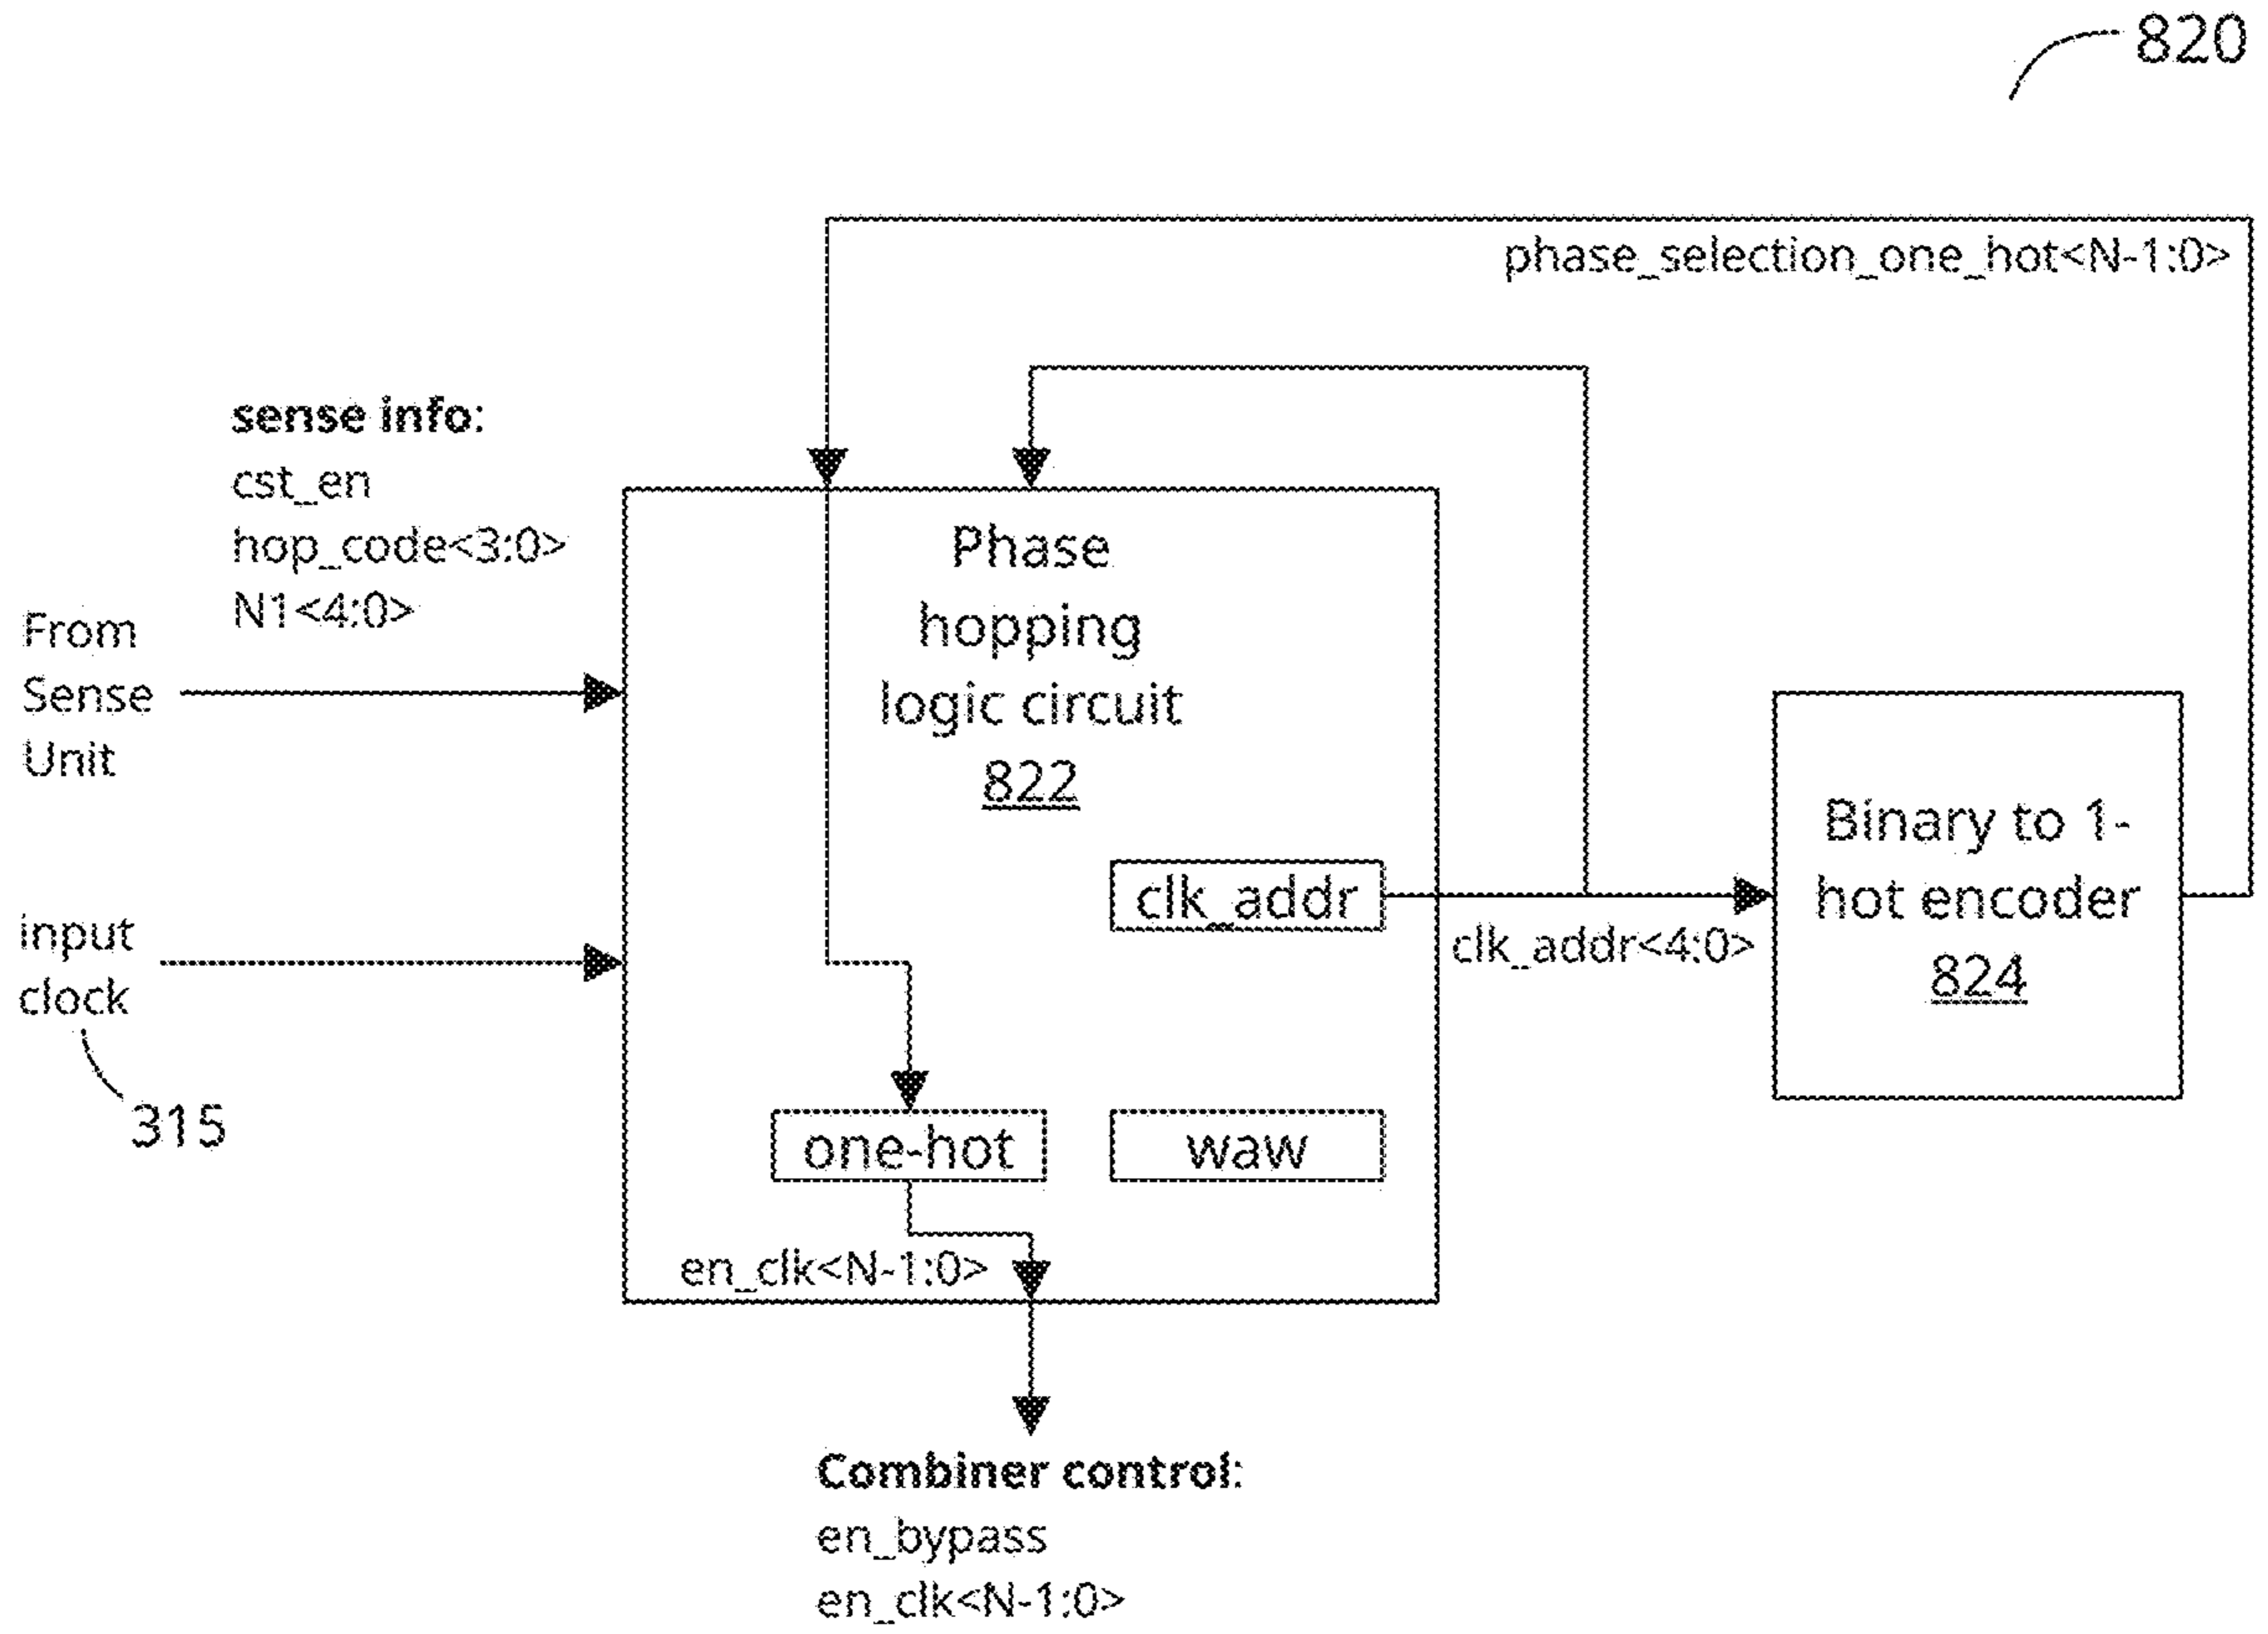 820
phase_selection_one_hot<N-1:0>
sense info:
cst_en
hop_code<3:0>
N1<4:0>
From
Sense
Unit
Phase
hopping
logic circuit
822
clk_addr
clk_addr<4:0>
Binary to 1-
hot encoder
824
input
clock
315
one-hot
waw
en_clk<N-1:0>
Combiner control:
en_bypass
en_clk<N-1:0>